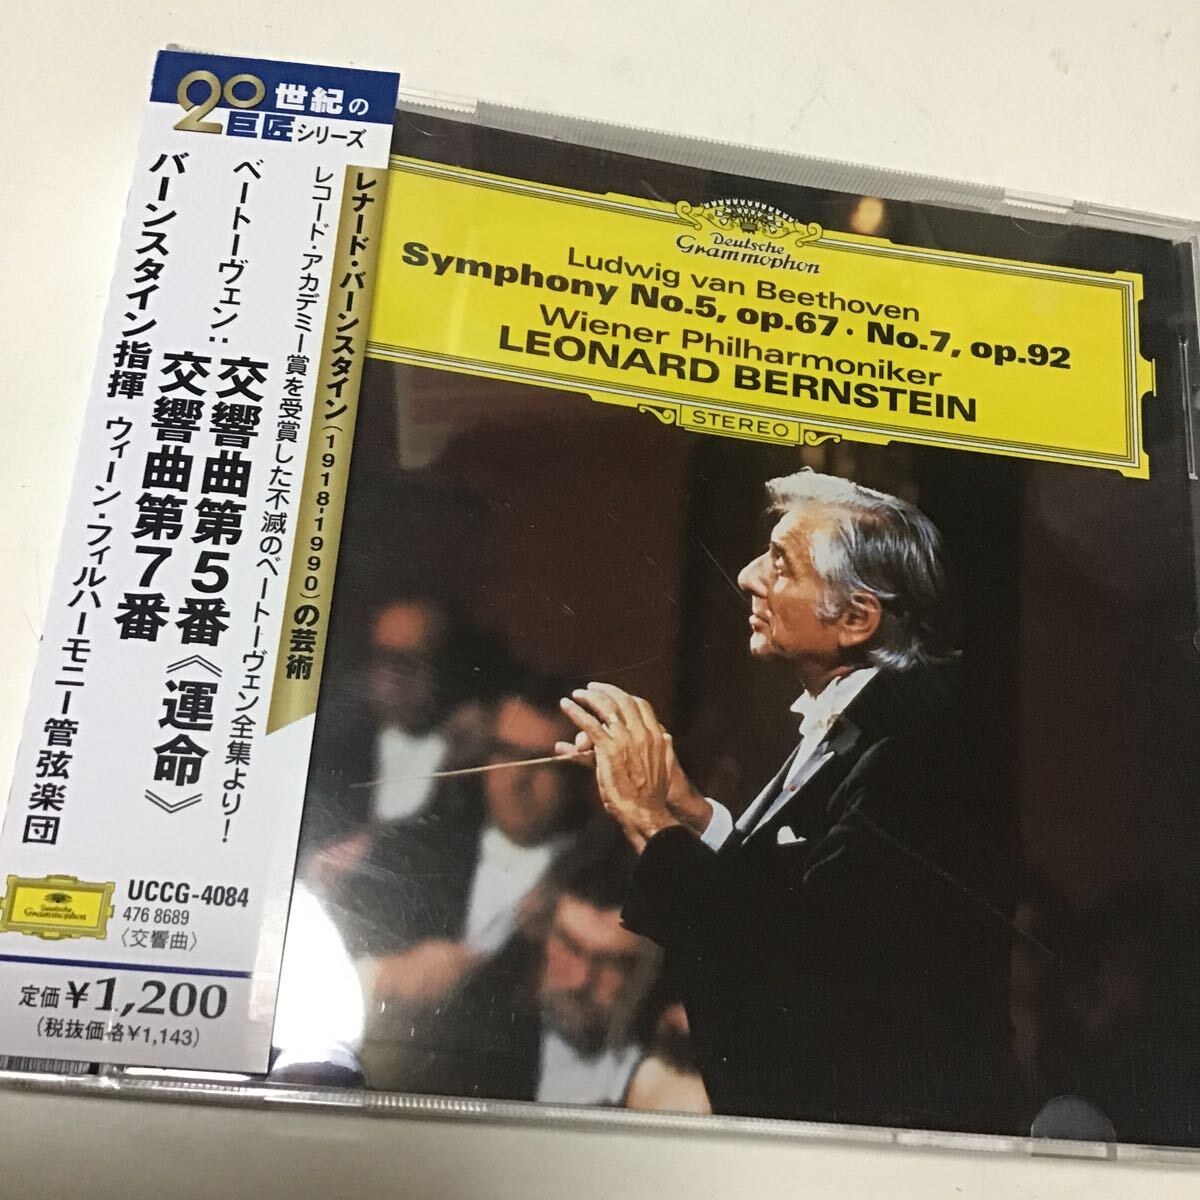 20世紀の
巨匠シリーズ
レナード・バーンスタイン(1918-1990)の芸術
レコード・アカデミー賞を受賞した不滅のベートーヴェン全集より!
ベートーヴェン:交響曲第5番《運命》
交響曲第7番
バーンスタイン指揮 ウィーン・フィルハーモニー管弦楽団
Deutsche
Grammophon
UCCG-4084
476 8689
〈交響曲〉
定価¥1,200
(税抜価格¥1,143)
Deutsche
Grammophon
Ludwig van Beethoven
Symphony No.5, op.67 · No.7, op.92
Wiener Philharmoniker
LEONARD BERNSTEIN
STEREO